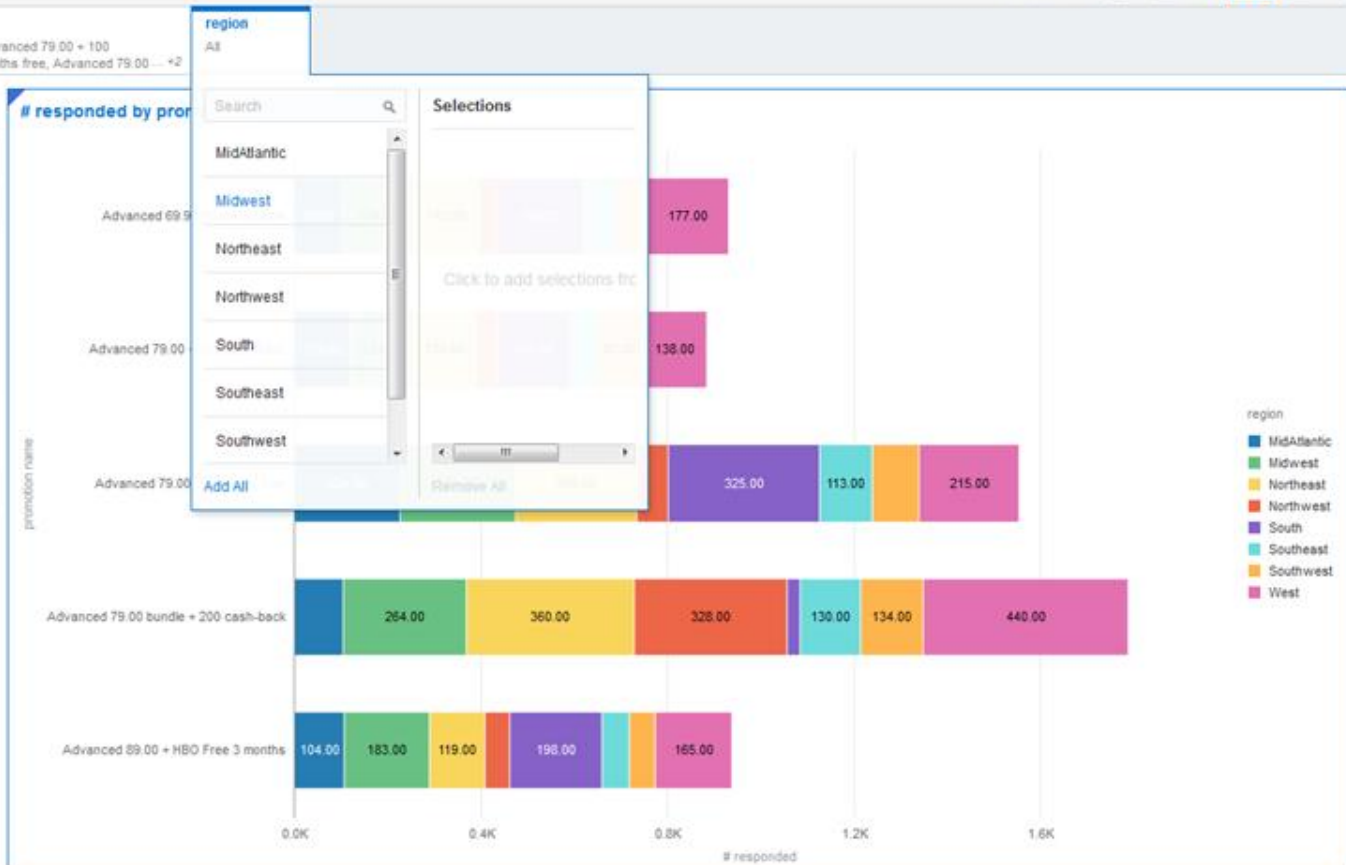 region
All
anced 79.00 + 100
ths free, Advanced 79.00 ... +2
# responded by pror
Search
Selections
MidAtlantic
Midwest
Northeast
Northwest
South
Southeast
Southwest
Add All
Click to add selections frc
Remove All
Advanced 69.9
177.00
Advanced 79.00
138.00
Advanced 79.00
325.00 113.00 215.00
promotion name
Advanced 79.00 bundle + 200 cash-back
264.00 360.00 328.00 130.00 134.00 440.00
Advanced 89.00 + HBO Free 3 months
104.00 183.00 119.00 198.00 165.00
0.0K 0.4K 0.8K 1.2K 1.6K
# responded
region
MidAtlantic
Midwest
Northeast
Northwest
South
Southeast
Southwest
West